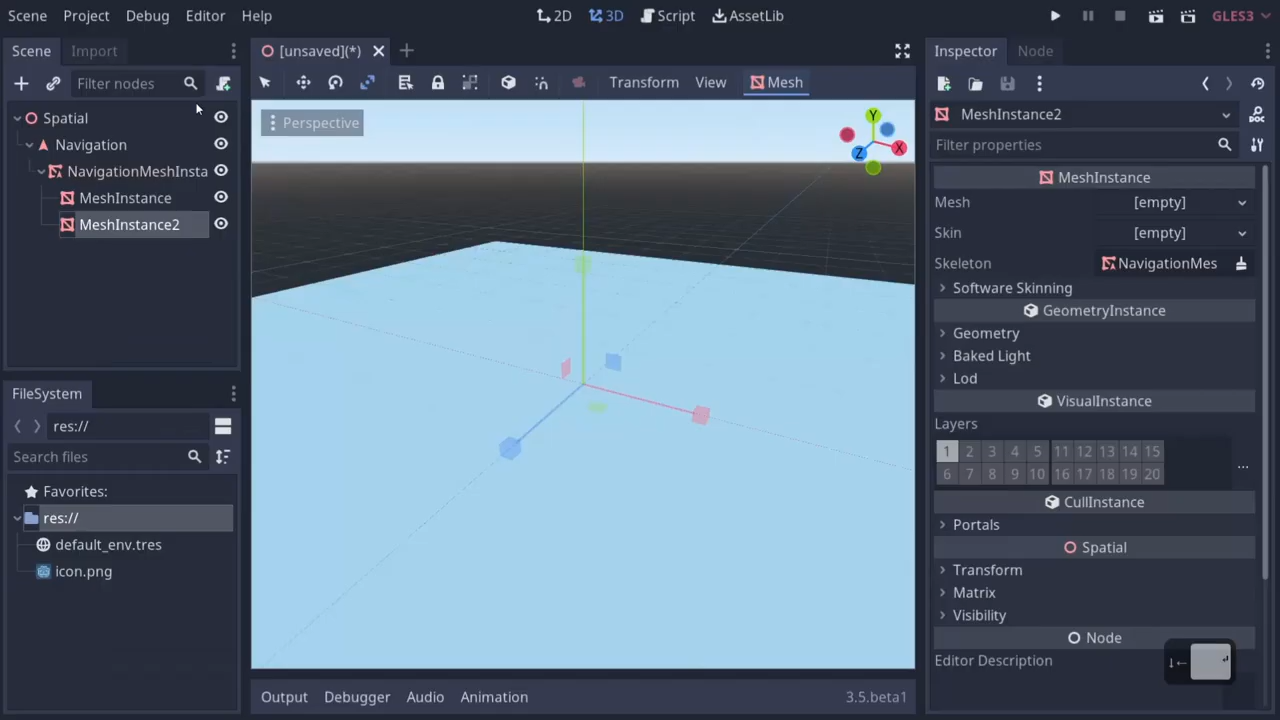 Scene Project Debug Editor Help 2D 3D Script AssetLib GLES3
Scene Import [unsaved](*) Inspector Node
Filter nodes Transform View Mesh
Spatial Perspective Y X Z MeshInstance2
Navigation Filter properties
NavigationMeshInsta MeshInstance
MeshInstance Mesh [empty]
MeshInstance2 Skin [empty]
Skeleton NavigationMes
Software Skinning
GeometryInstance
Geometry
Baked Light
Lod
FileSystem VisualInstance
res:// Layers
Search files 1 2 3 4 5 11 12 13 14 15
6 7 8 9 10 16 17 18 19 20 ...
Favorites: CullInstance
res:// Portals
default_env.tres Spatial
icon.png Transform
Matrix
Visibility
Node
Editor Description
Output Debugger Audio Animation 3.5.beta1